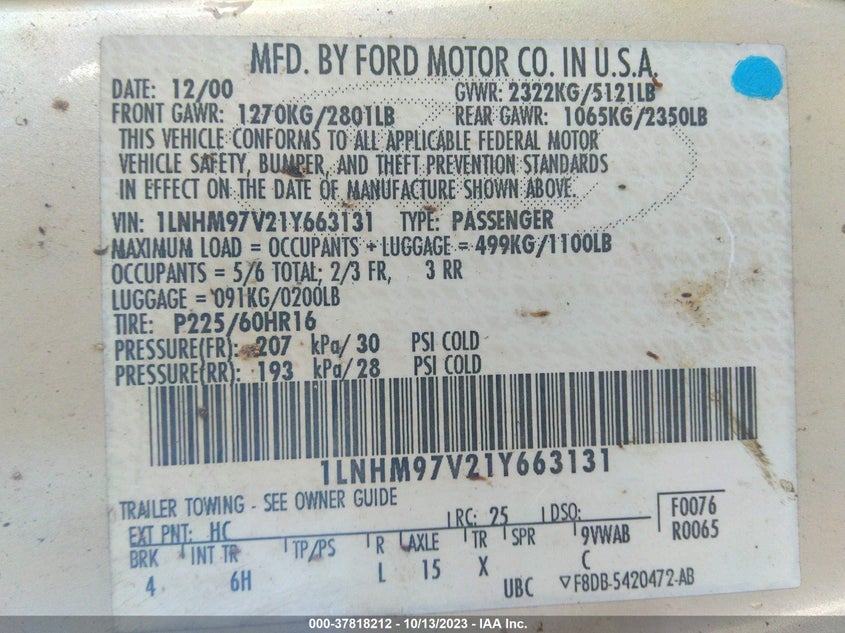 MFD. BY FORD MOTOR CO. IN U.S.A.
DATE: 12/00 GVWR: 2322KG/5121LB
FRONT GAWR: 1270KG/2801LB REAR GAWR: 1065KG/2350LB
THIS VEHICLE CONFORMS TO ALL APPLICABLE FEDERAL MOTOR
VEHICLE SAFETY, BUMPER, AND THEFT PREVENTION STANDARDS
IN EFFECT ON THE DATE OF MANUFACTURE SHOWN ABOVE.
VIN: 1LNHM97V21Y663131 TYPE: PASSENGER
MAXIMUM LOAD = OCCUPANTS + LUGGAGE = 499KG/1100LB
OCCUPANTS = 5/6 TOTAL; 2/3 FR, 3 RR
LUGGAGE = 091KG/0200LB
TIRE: P225/60HR16
PRESSURE(FR): 207 kPa/ 30 PSI COLD
PRESSURE(RR): 193 kPa/ 28 PSI COLD
1LNHM97V21Y663131
TRAILER TOWING - SEE OWNER GUIDE
EXT PNT: HC RC: 25 DSO: F0076
R0065
BRK INT TR TP/PS R AXLE TR SPR 9VWAB
4 6H L 15 X C
UBC F8DB-5420472-AB
000-37818212 - 10/13/2023 - IAA Inc.